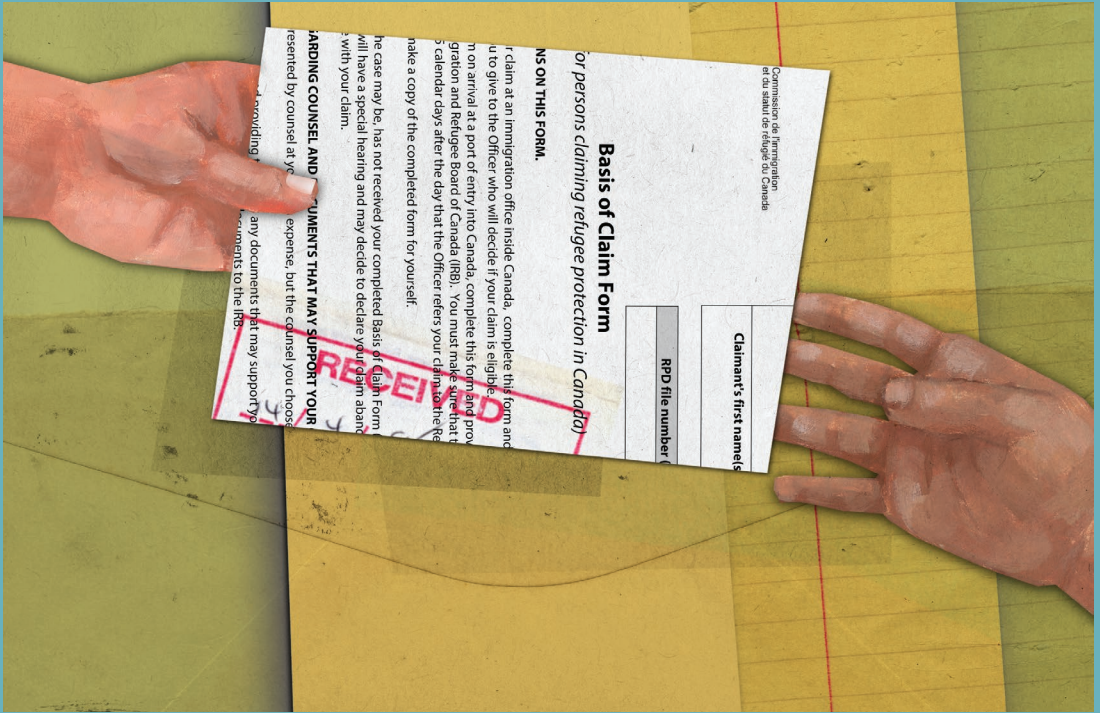 Commission de l'immigration
et du statut de réfugié du Canada
Claimant's first name(s
RPD file number (
Basis of Claim Form
or persons claiming refugee protection in Canada)
NS ON THIS FORM.
r claim at an immigration office inside Canada, complete this form and
u to give to the Officer who will decide if your claim is eligible.
m on arrival at a port of entry into Canada, complete this form and prov
gration and Refugee Board of Canada (IRB). You must make sure that t
5 calendar days after the day that the Officer refers your claim to the Re
make a copy of the completed form for yourself.
he case may be, has not received your completed Basis of Claim Form
will have a special hearing and may decide to declare your claim aband
with your claim.
GARDING COUNSEL AND CUMENTS THAT MAY SUPPORT YOUR
resented by counsel at yo expense, but the counsel you choose
d providing any documents that may support yo
ocuments to the IRB.
RECEIVED